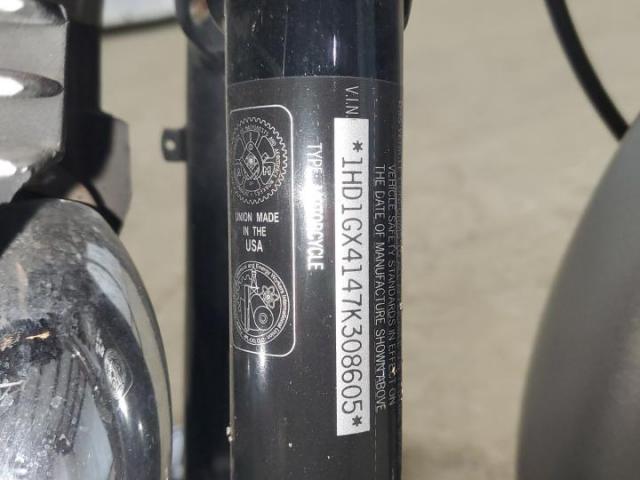 VEHICLE SAFETY STANDARDS IN EFFECT ON
THE DATE OF MANUFACTURE SHOWN ABOVE
V.I.N
*1HD1GX4147K308605*
TYPE MOTORCYCLE
UNION MADE
IN THE
USA